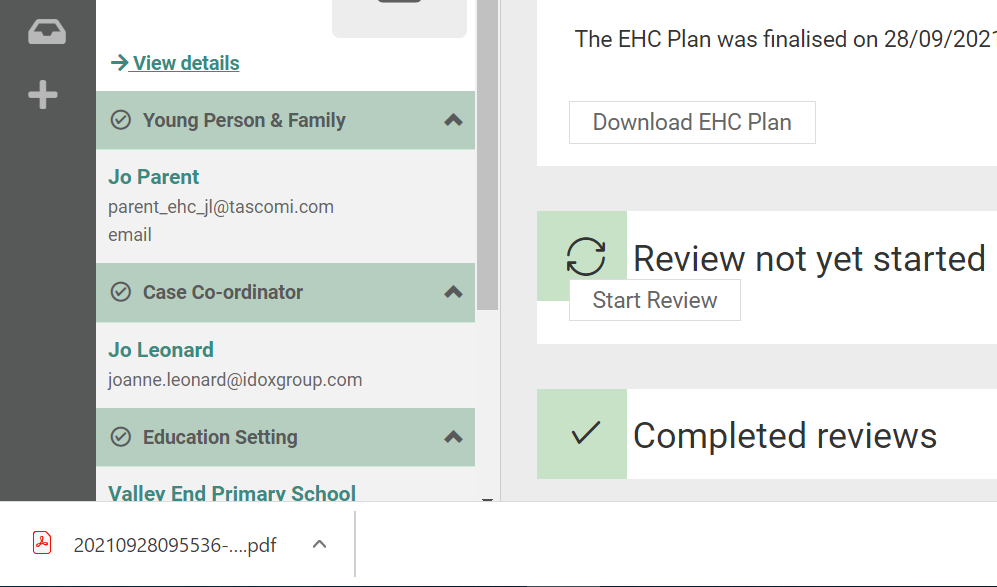 View details
Young Person & Family
Jo Parent
parent_ehc_jl@tascomi.com
email
Case Co-ordinator
Jo Leonard
joanne.leonard@idoxgroup.com
Education Setting
Valley End Primary School
The EHC Plan was finalised on 28/09/2021
Download EHC Plan
Review not yet started
Start Review
Completed reviews
20210928095536-....pdf